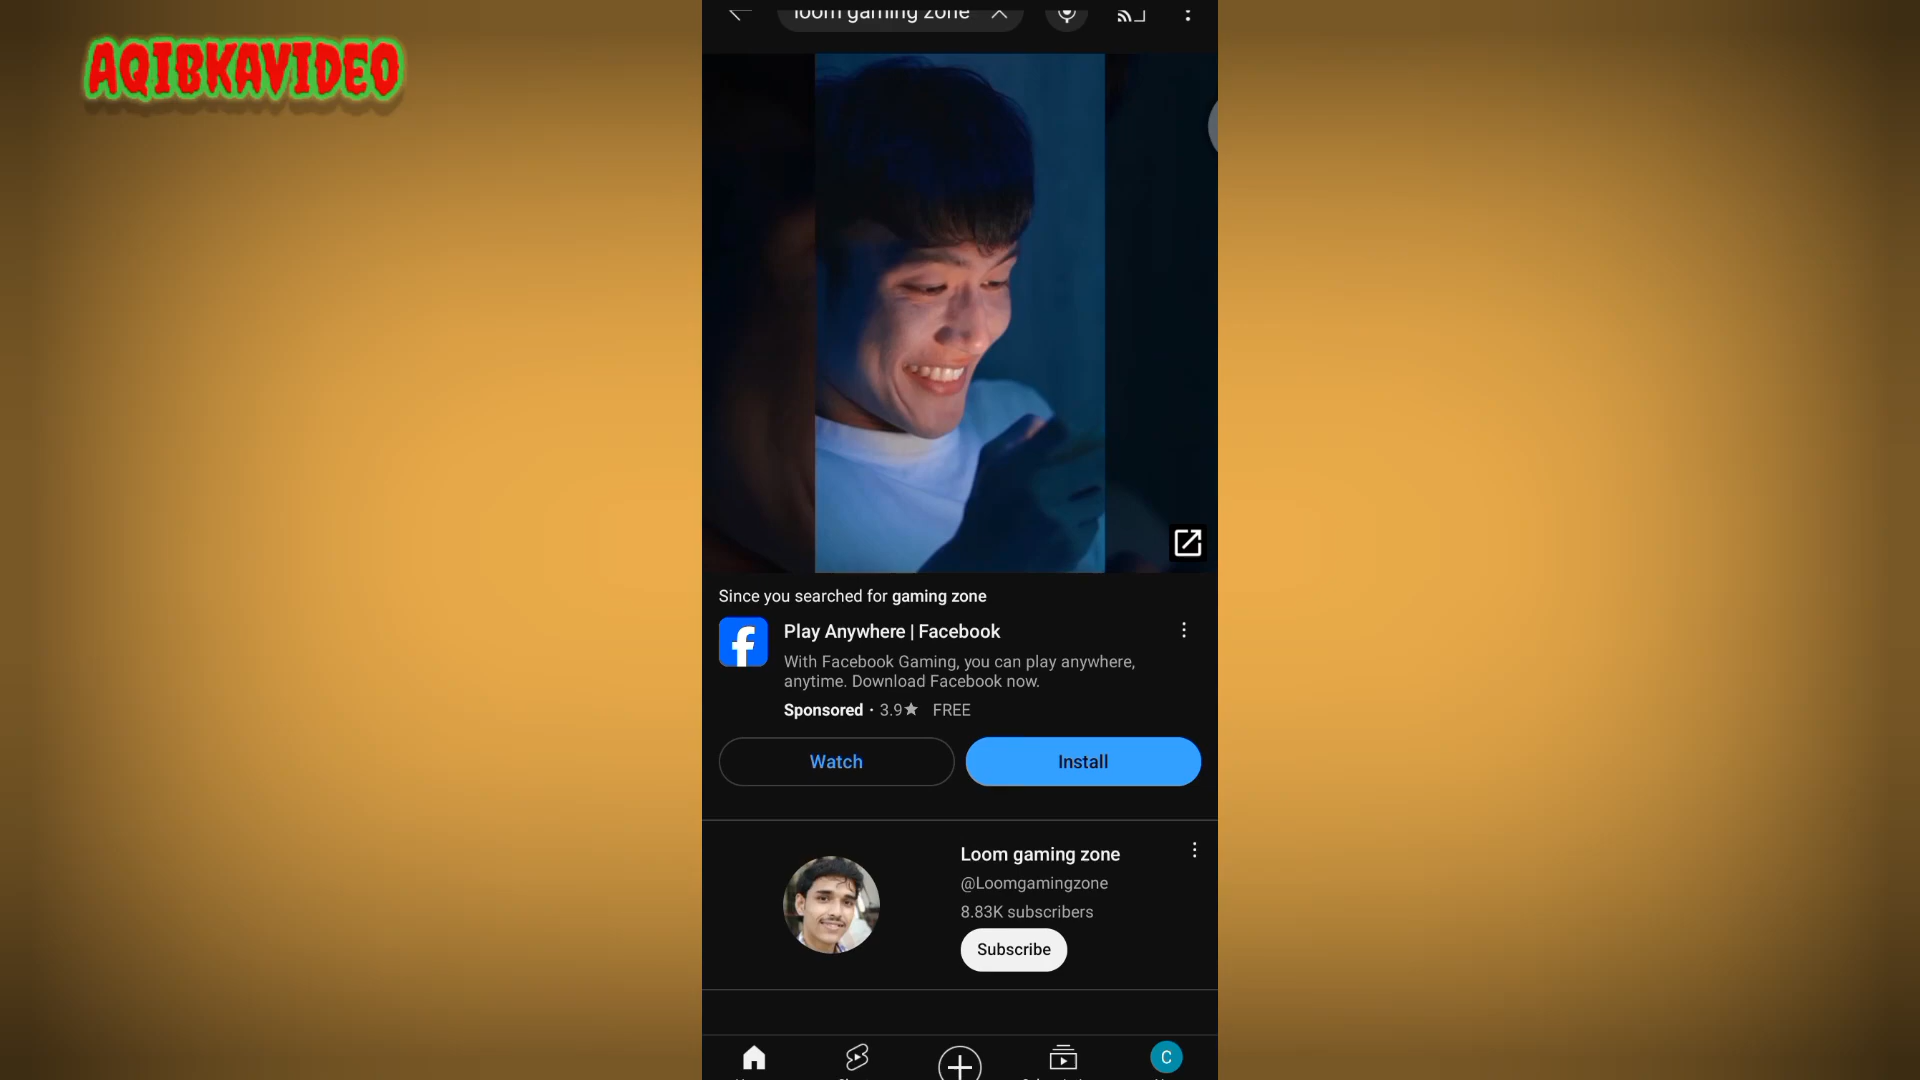 AQIBKAVIDEO
loom gaming zone
Since you searched for gaming zone
Play Anywhere | Facebook
With Facebook Gaming, you can play anywhere,
anytime. Download Facebook now.
Sponsored · 3.9★ FREE
Watch
Install
Loom gaming zone
@Loomgamingzone
8.83K subscribers
Subscribe
C